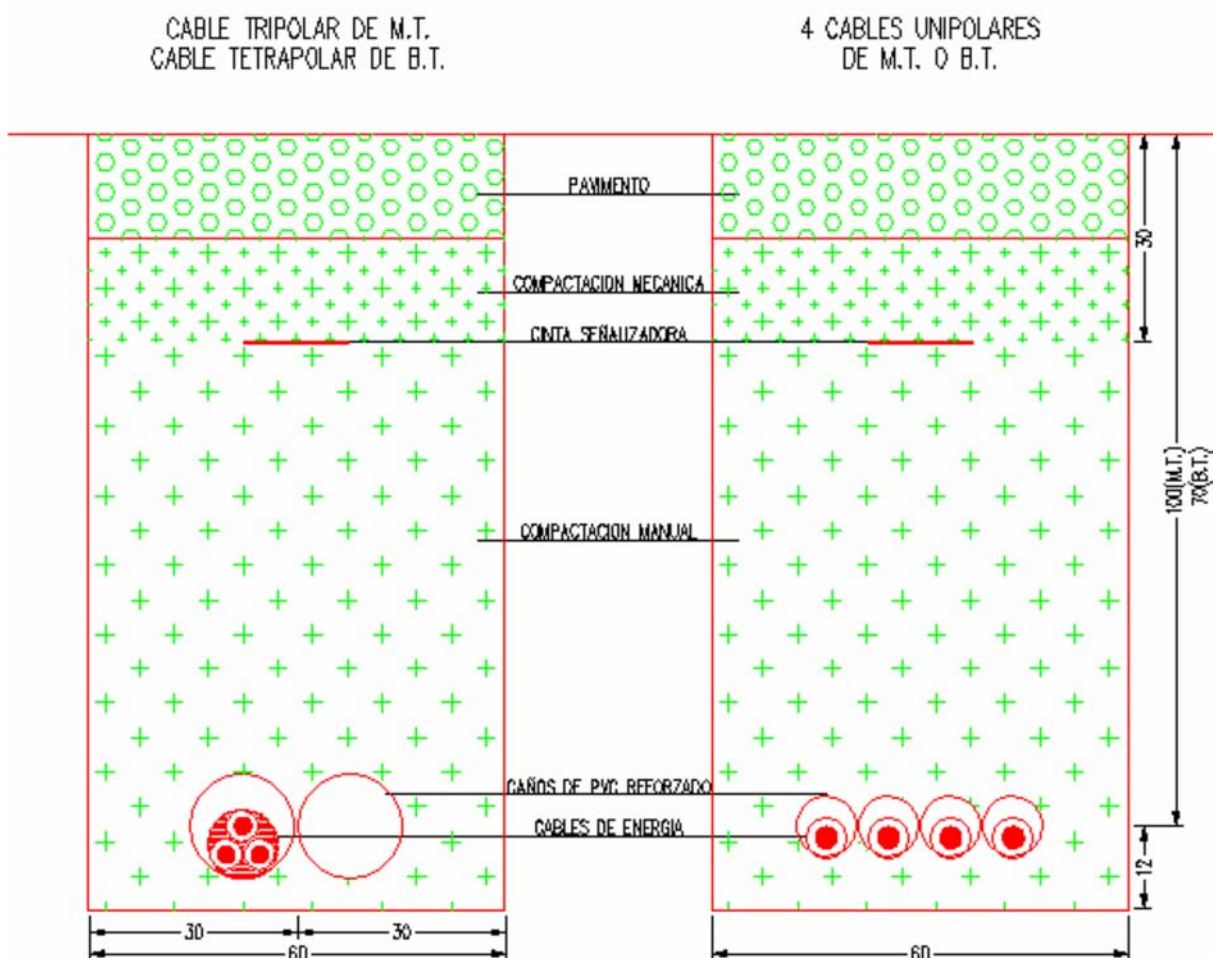 CABLE TRIPOLAR DE M.T.
CABLE TETRAPOLAR DE B.T.
4 CABLES UNIPOLARES
DE M.T. O B.T.
PAVIMENTO
30
COMPACTACION MECANICA
CINTA SEÑALIZADORA
100(M.T.)
70(B.T.)
COMPACTACION MANUAL
CAÑOS DE PVC REFORZADO
CABLES DE ENERGIA
12
30
30
60
60